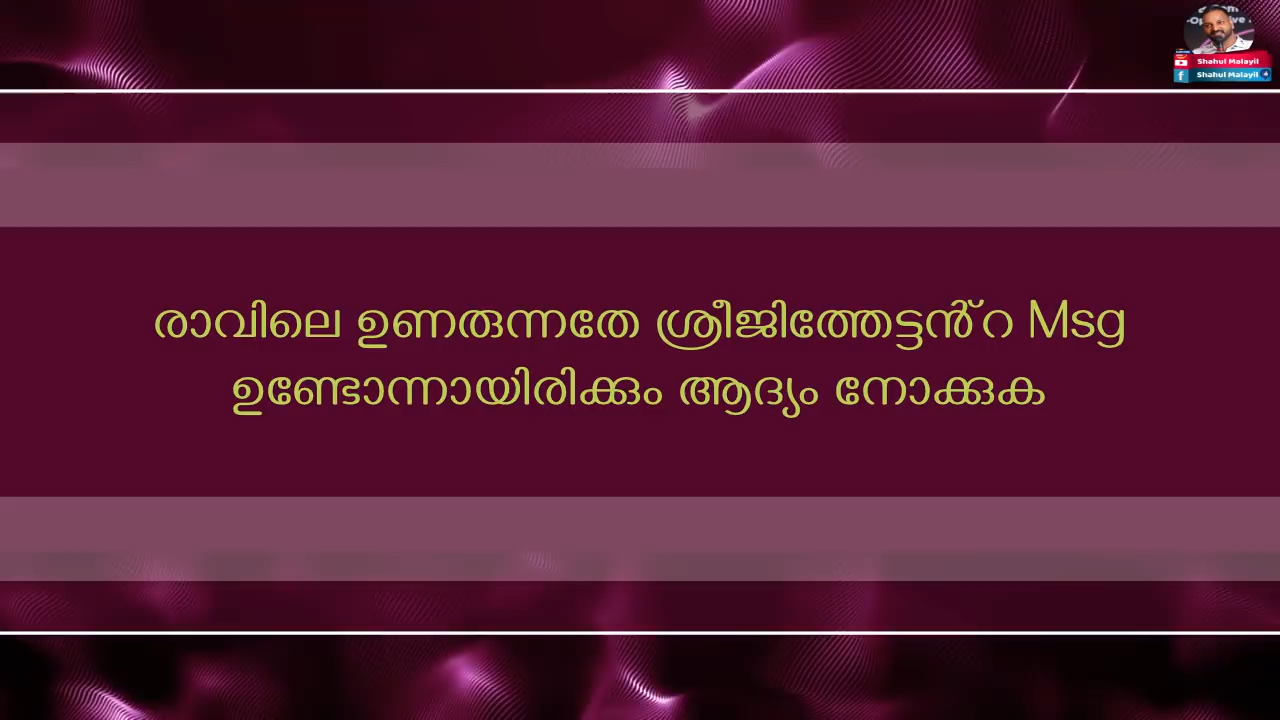 Shahul Malayil
Shahul Malayil
രാവിലെ ഉണരുന്നതേ ശ്രീജിത്തേട്ടൻ്റ Msg
ഉണ്ടോന്നായിരിക്കും ആദ്യം നോക്കുക